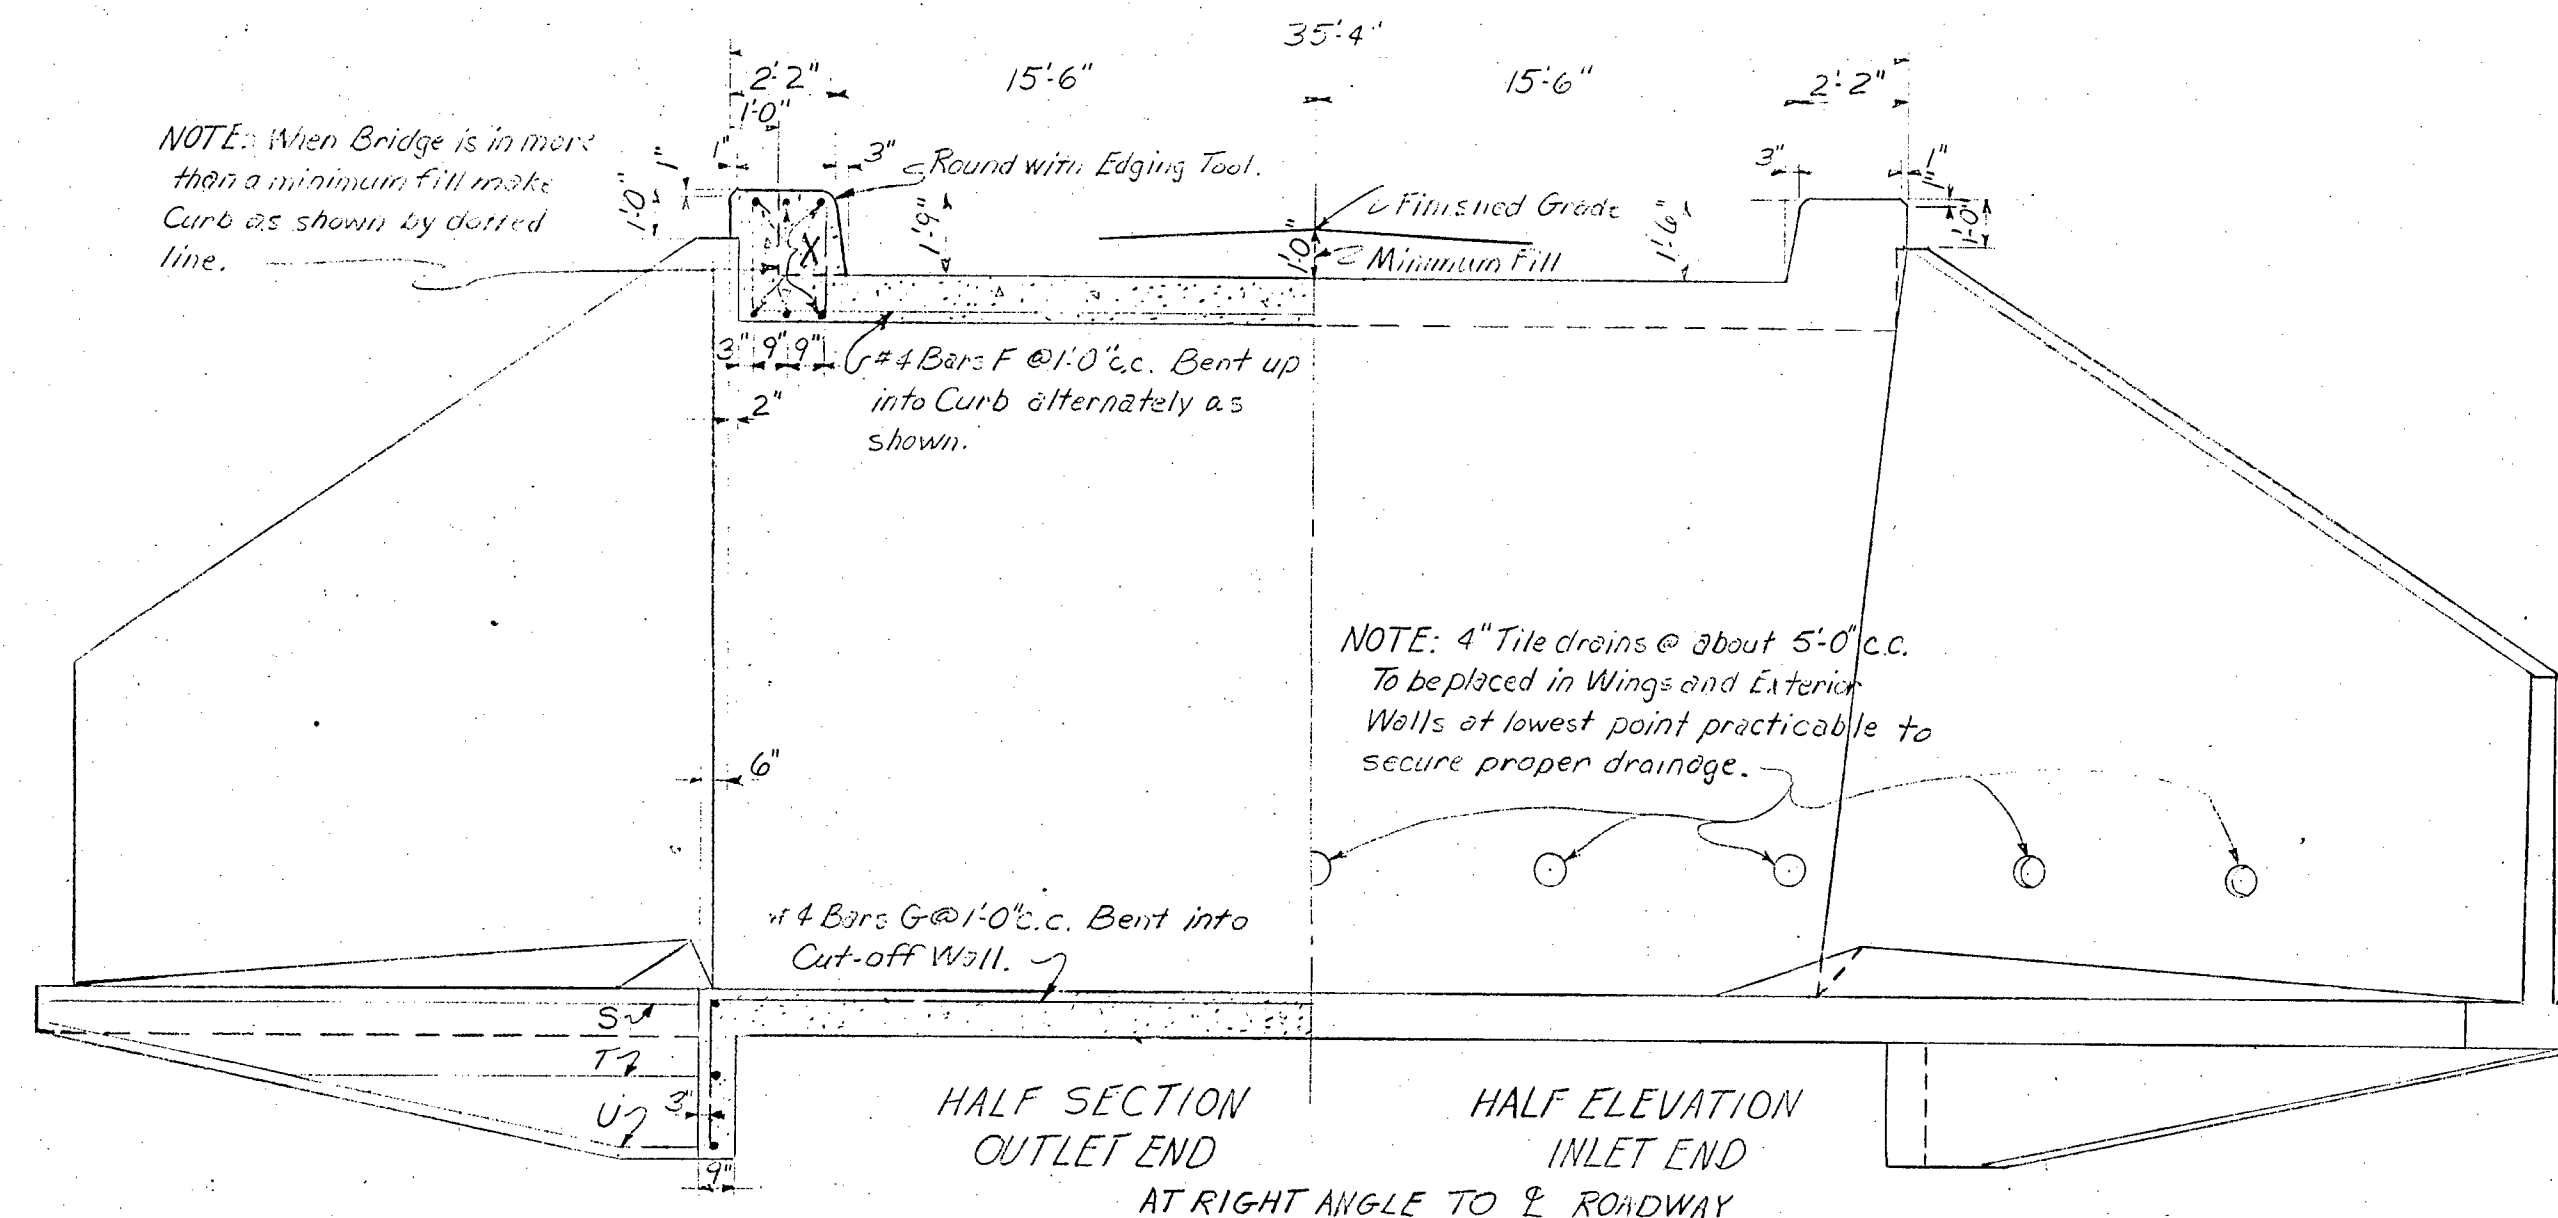 35'-4"
2'-2"
15'-6"
15'-6"
2'-2"
1'-0"
NOTE: When Bridge is in more
than a minimum fill make
Curb as shown by dotted
line.
1"
1"
1'-0"
3"
Round with Edging Tool.
1'-9"
X
Finished Grade
1'-0"
Minimum Fill
1'-6"
3"
1"
1"
1'-0"
3" 9" 9"
#4 Bars F @ 1'-0" c.c. Bent up
into Curb alternately as
shown.
2"
NOTE: 4" Tile drains @ about 5'-0" c.c.
To be placed in Wings and Exterior
Walls at lowest point practicable to
secure proper drainage.
6"
#4 Bars G @ 1'-0" c.c. Bent into
Cut-off Wall.
S
T
U
3"
9"
HALF SECTION
OUTLET END
HALF ELEVATION
INLET END
AT RIGHT ANGLE TO ℄ ROADWAY